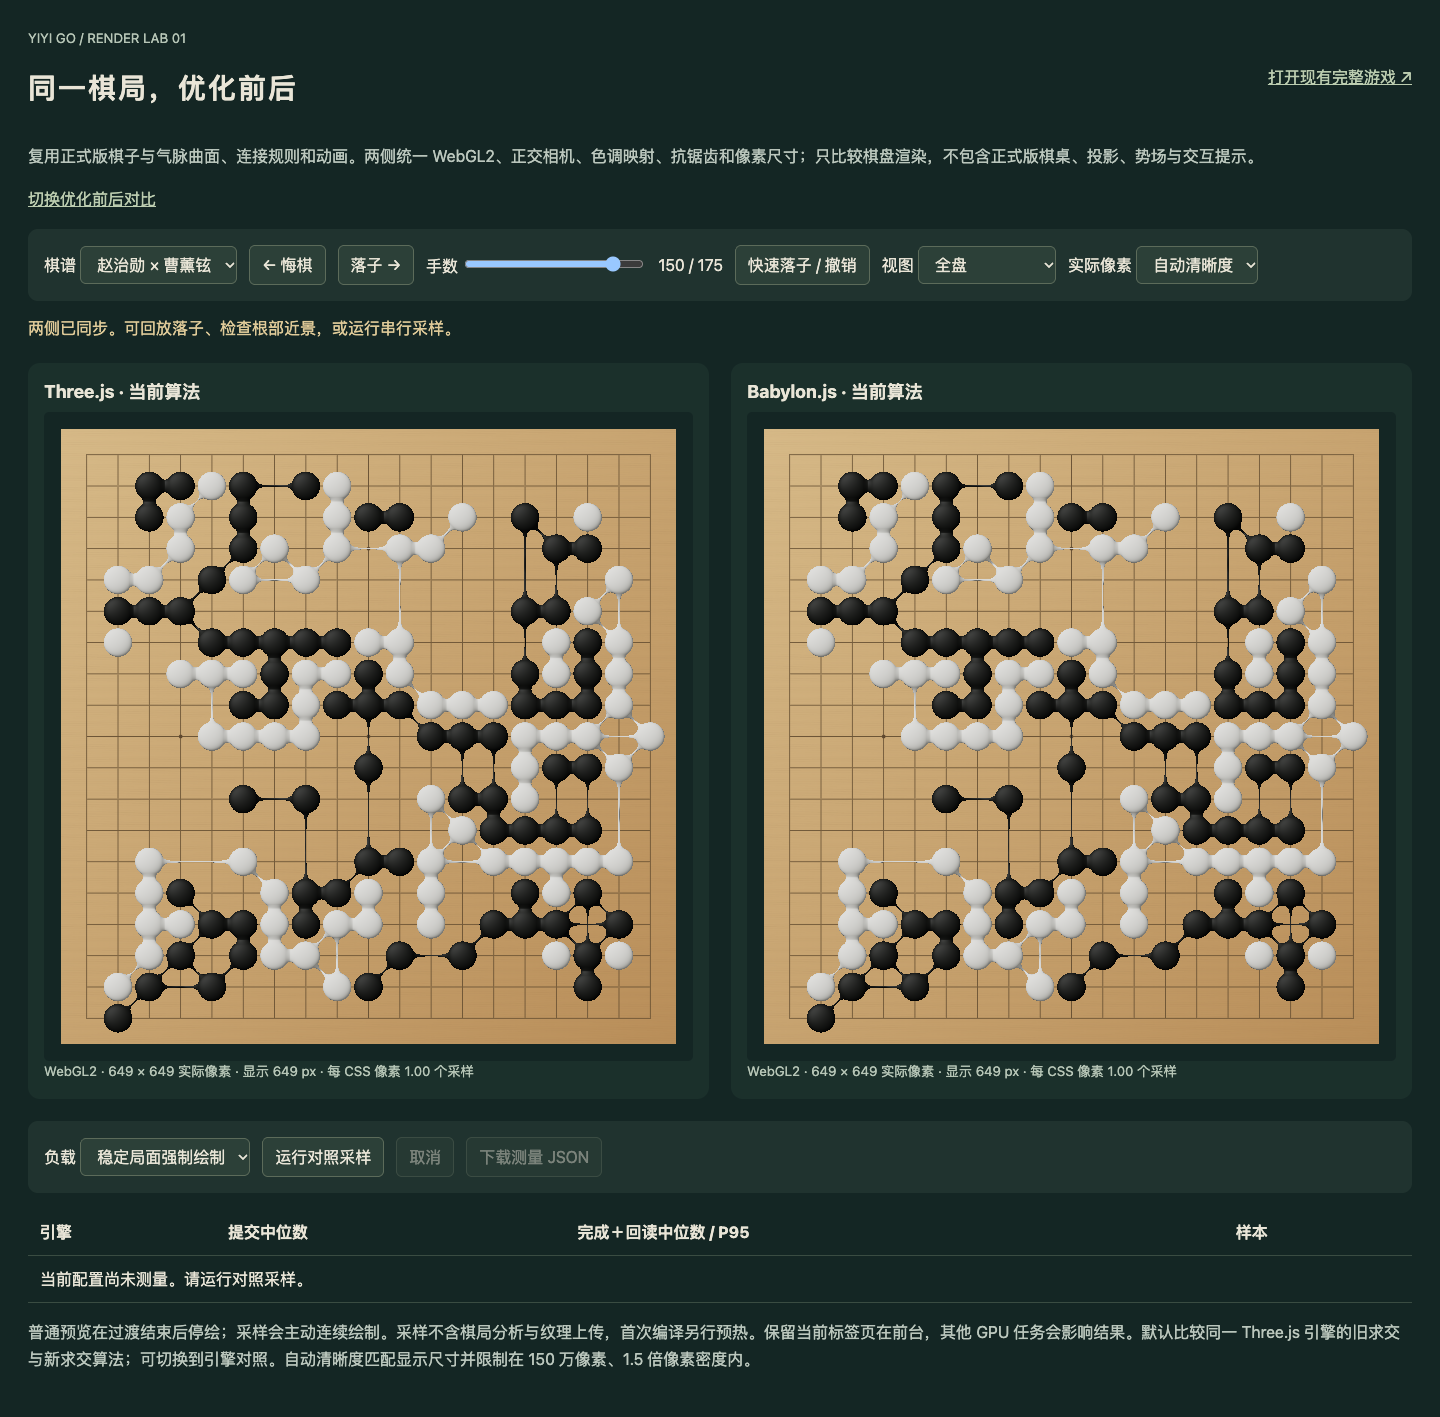 YIYI GO / RENDER LAB 01
同一棋局，优化前后
打开现有完整游戏 ↗
复用正式版棋子与气脉曲面、连接规则和动画。两侧统一 WebGL2、正交相机、色调映射、抗锯齿和像素尺寸；只比较棋盘渲染，不包含正式版棋桌、投影、势场与交互提示。
切换优化前后对比
棋谱 赵治勋 × 曹薰铉 ← 悔棋 落子 → 手数 150 / 175 快速落子 / 撤销 视图 全盘 实际像素 自动清晰度
两侧已同步。可回放落子、检查根部近景，或运行串行采样。
Three.js · 当前算法
Babylon.js · 当前算法
WebGL2 · 649 × 649 实际像素 · 显示 649 px · 每 CSS 像素 1.00 个采样
WebGL2 · 649 × 649 实际像素 · 显示 649 px · 每 CSS 像素 1.00 个采样
负载 稳定局面强制绘制 运行对照采样 取消 下载测量 JSON
引擎 提交中位数 完成＋回读中位数 / P95 样本
当前配置尚未测量。请运行对照采样。
普通预览在过渡结束后停绘；采样会主动连续绘制。采样不含棋局分析与纹理上传，首次编译另行预热。保留当前标签页在前台，其他 GPU 任务会影响结果。默认比较同一 Three.js 引擎的旧求交
与新求交算法；可切换到引擎对照。自动清晰度匹配显示尺寸并限制在 150 万像素、1.5 倍像素密度内。